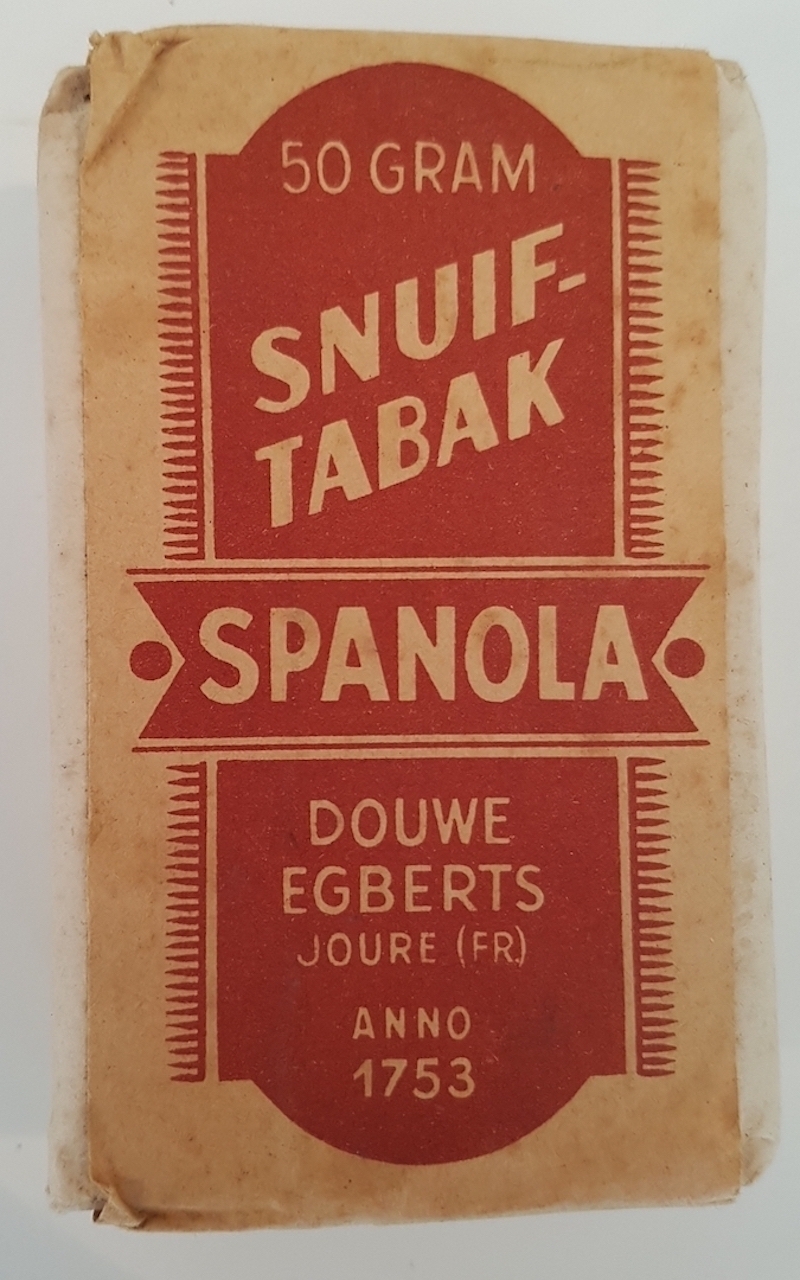 50 GRAM
SNUIF-
TABAK
SPANOLA
DOUWE
EGBERTS
JOURE (FR)
ANNO
1753